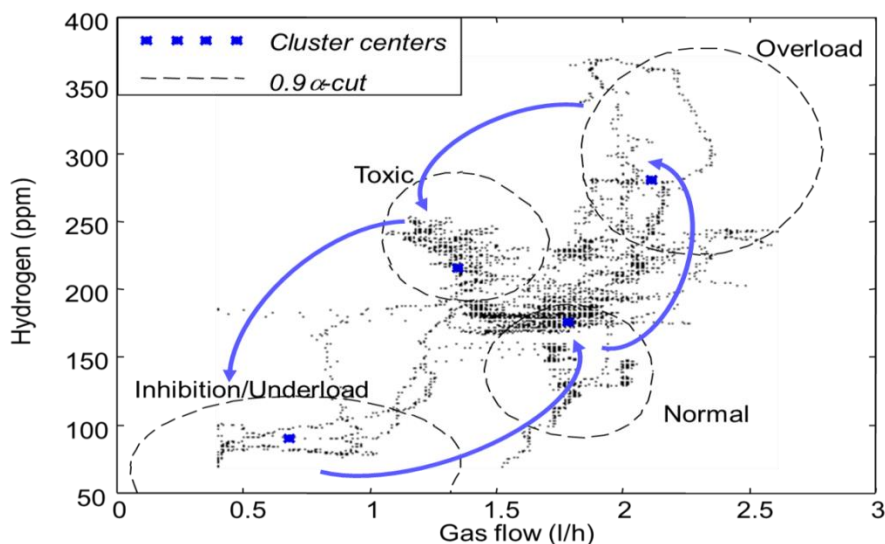 400
350
300
250
200
150
100
50
Hydrogen (ppm)
Cluster centers
0.9 α-cut
Overload
Toxic
Inhibition/Underload
Normal
0
0.5
1
1.5
2
2.5
3
Gas flow (l/h)